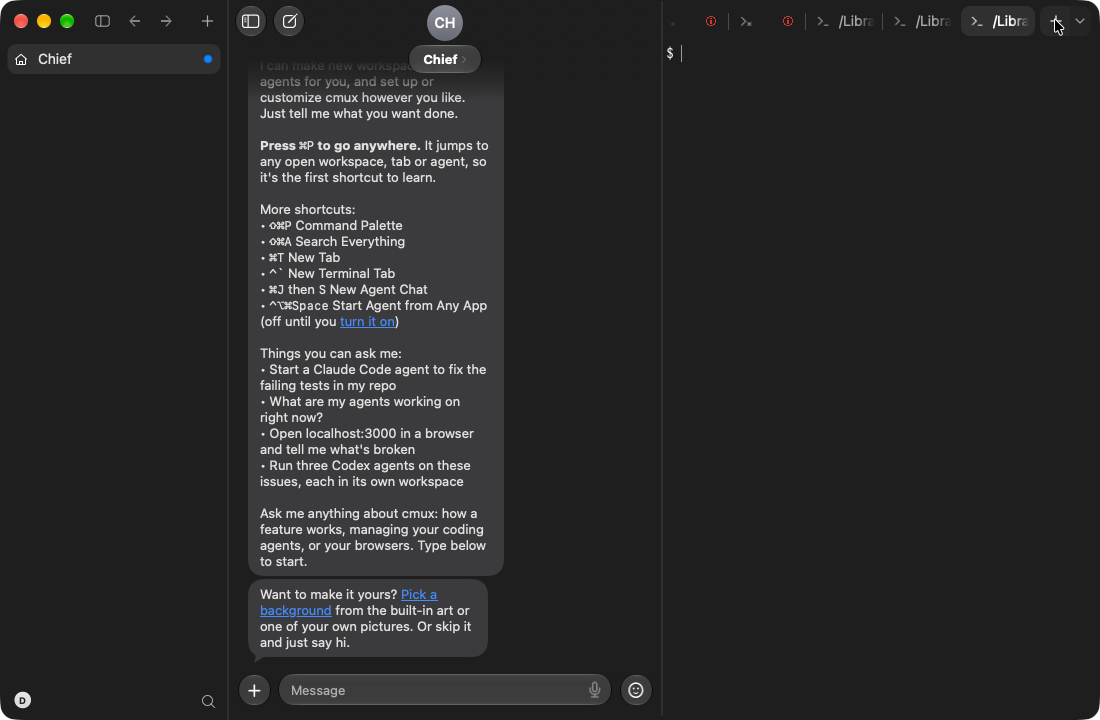 CH
Chief
/Libra
/Libra
/Libra
Chief
$
I can make new workspac
agents for you, and set up or
customize cmux however you like.
Just tell me what you want done.
Press ⌘P to go anywhere. It jumps to
any open workspace, tab or agent, so
it's the first shortcut to learn.
More shortcuts:
• ⇧⌘P Command Palette
• ⇧⌘A Search Everything
• ⌘T New Tab
• ^` New Terminal Tab
• ⌘J then S New Agent Chat
• ^⌥⌘Space Start Agent from Any App
(off until you turn it on)
Things you can ask me:
• Start a Claude Code agent to fix the
failing tests in my repo
• What are my agents working on
right now?
• Open localhost:3000 in a browser
and tell me what's broken
• Run three Codex agents on these
issues, each in its own workspace
Ask me anything about cmux: how a
feature works, managing your coding
agents, or your browsers. Type below
to start.
Want to make it yours? Pick a
background from the built-in art or
one of your own pictures. Or skip it
and just say hi.
Message
D